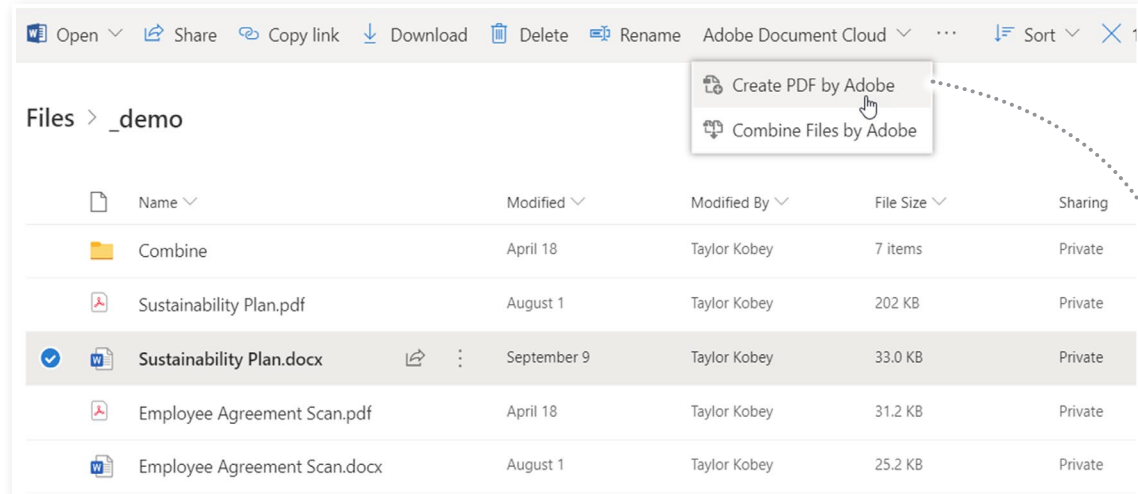 Open Share Copy link Download Delete Rename Adobe Document Cloud ... Sort
Create PDF by Adobe
Files > _demo
Combine Files by Adobe
Name Modified Modified By File Size Sharing
Combine April 18 Taylor Kobey 7 items Private
Sustainability Plan.pdf August 1 Taylor Kobey 202 KB Private
Sustainability Plan.docx September 9 Taylor Kobey 33.0 KB Private
Employee Agreement Scan.pdf April 18 Taylor Kobey 31.2 KB Private
Employee Agreement Scan.docx August 1 Taylor Kobey 25.2 KB Private